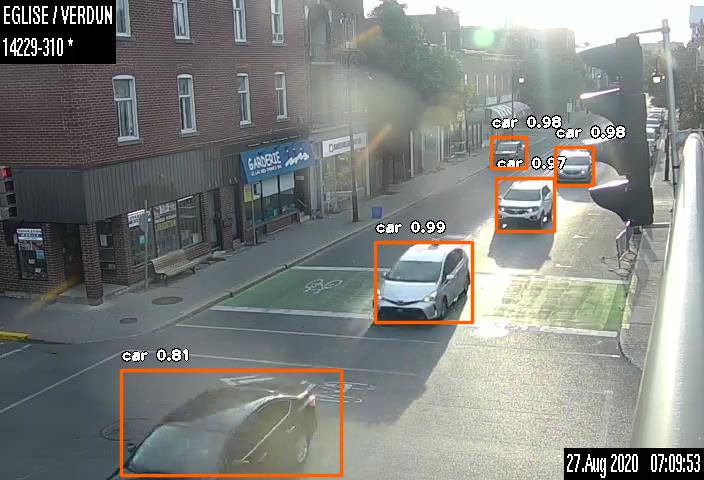 EGLISE / VERDUN
14229-310 *
car 0.98
car 0.98
car 0.97
GARDERIE
car 0.99
car 0.81
27.Aug 2020 07:09:53